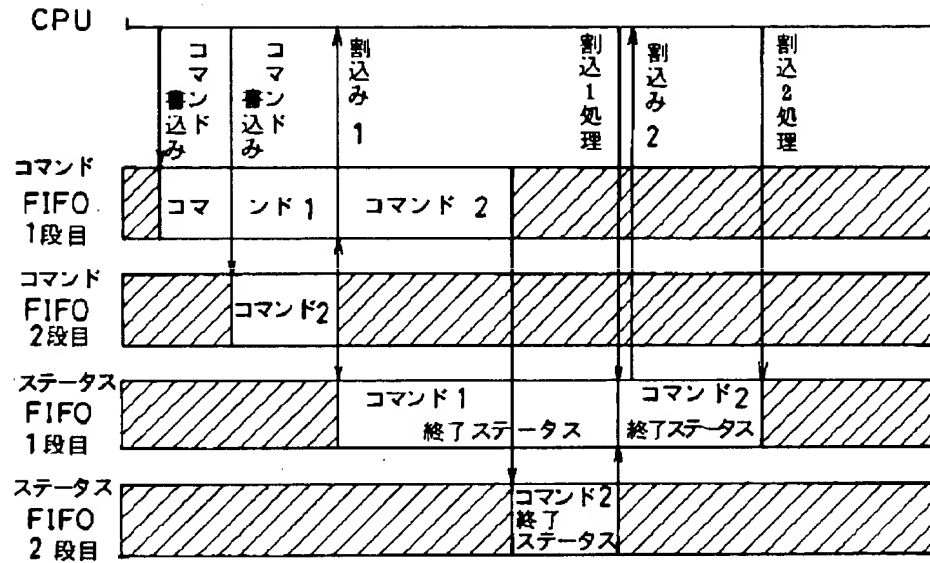 CPU
コマンド書込み
コマンド書込み
割込み 1
割込1処理
割込み 2
割込2処理
コマンド
FIFO
1段目
コマンド1
コマンド 2
コマンド
FIFO
2段目
コマンド2
ステータス
FIFO
1段目
コマンド1
終了ステータス
コマンド2
終了ステータス
ステータス
FIFO
2段目
コマンド2
終了
ステータス